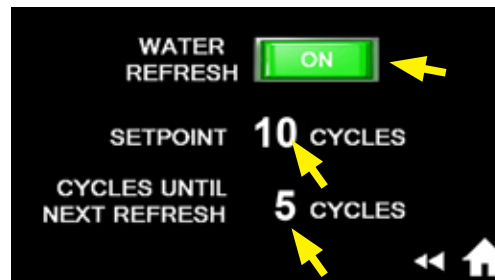 WATER
REFRESH
ON
SETPOINT 10 CYCLES
CYCLES UNTIL
NEXT REFRESH
5 CYCLES